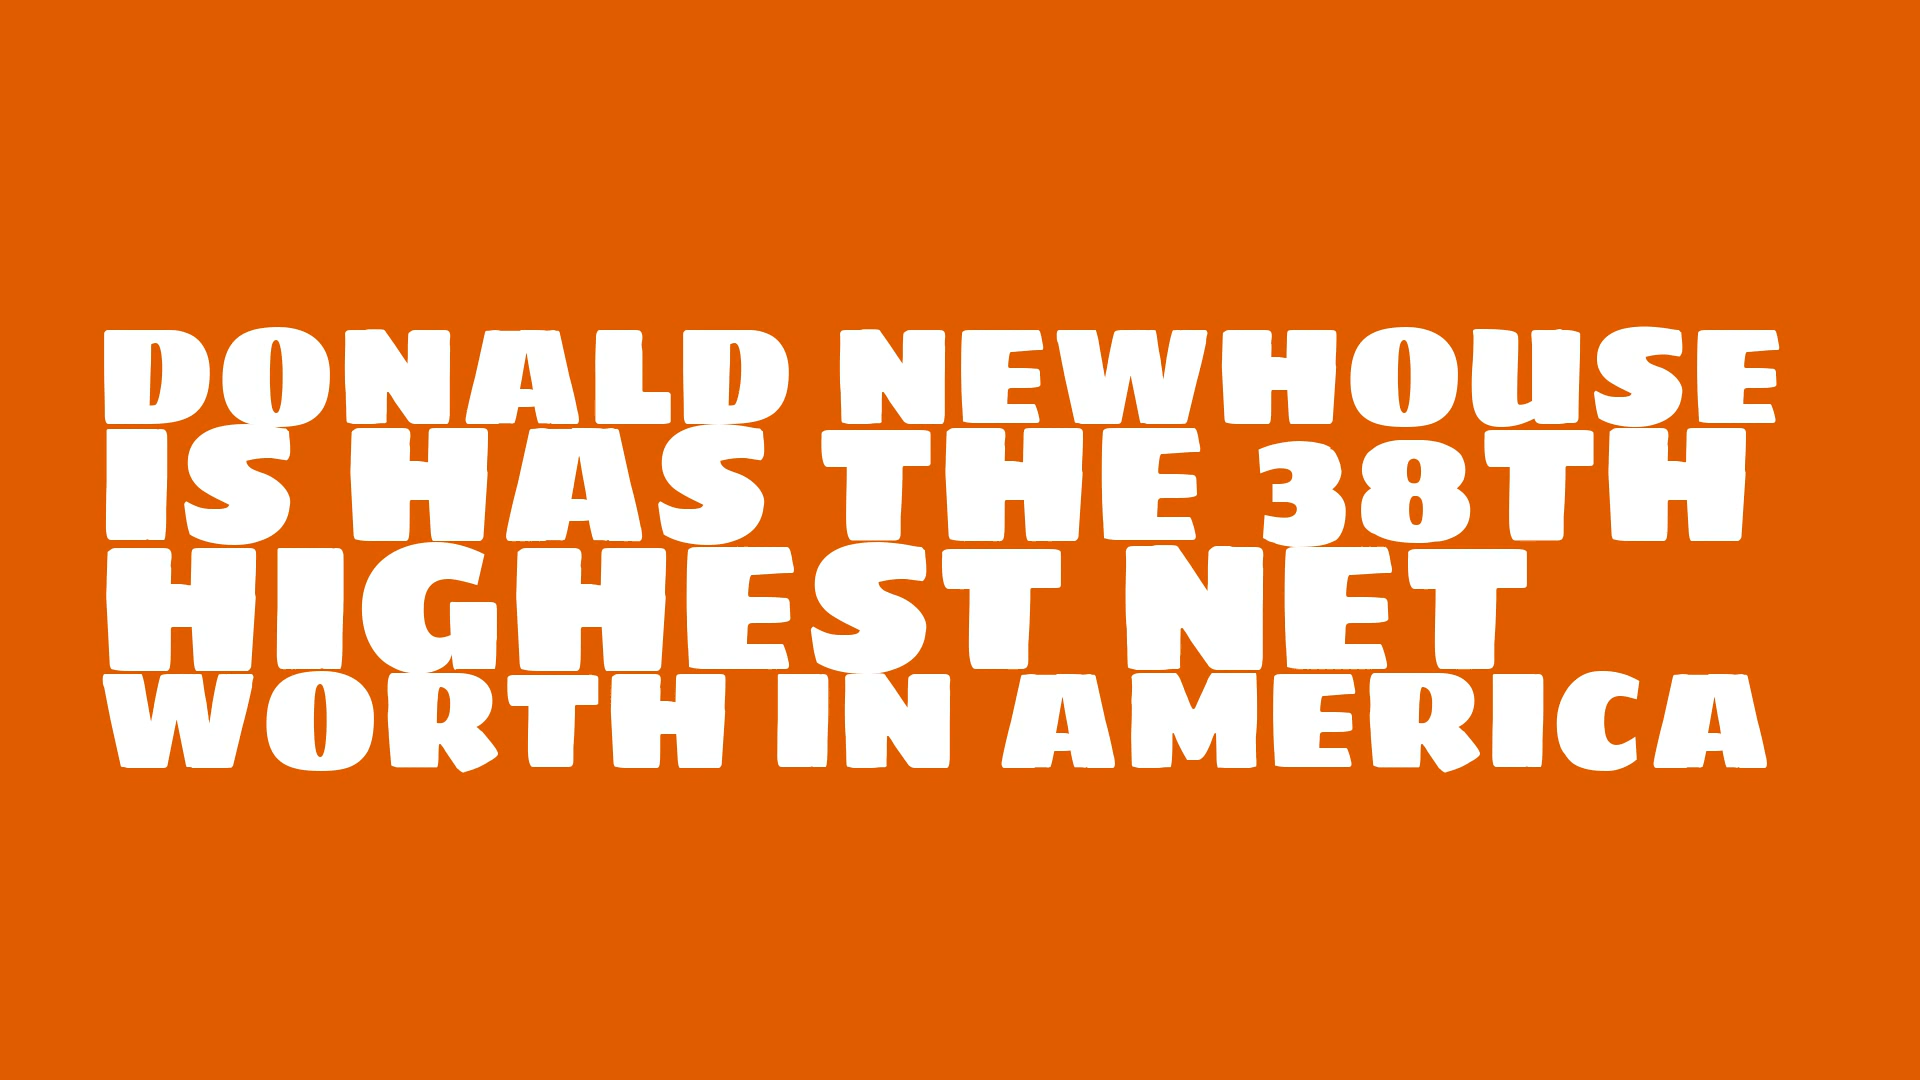 DONALD NEWHOUSE
IS HAS THE 38TH
HIGHEST NET
WORTH IN AMERICA